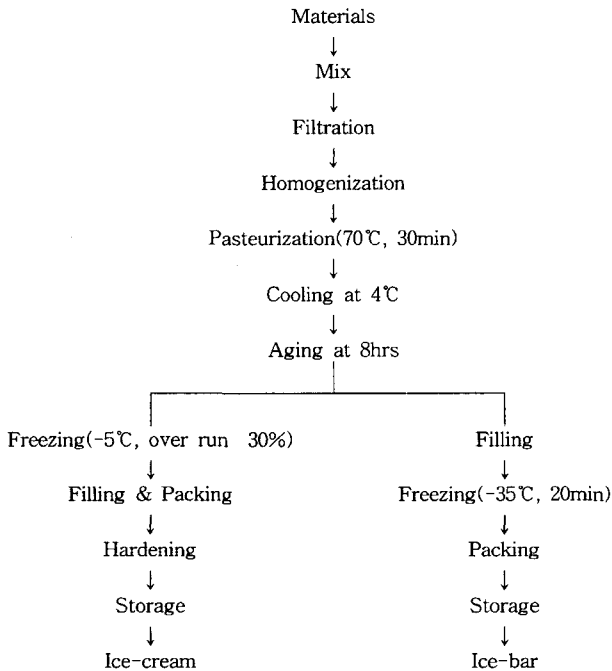 Materials
Mix
Filtration
Homogenization
Pasteurization(70℃, 30min)
Cooling at 4℃
Aging at 8hrs
Freezing(-5℃, over run 30%)
Filling
Filling & Packing
Freezing(-35℃, 20min)
Hardening
Packing
Storage
Storage
Ice-cream
Ice-bar